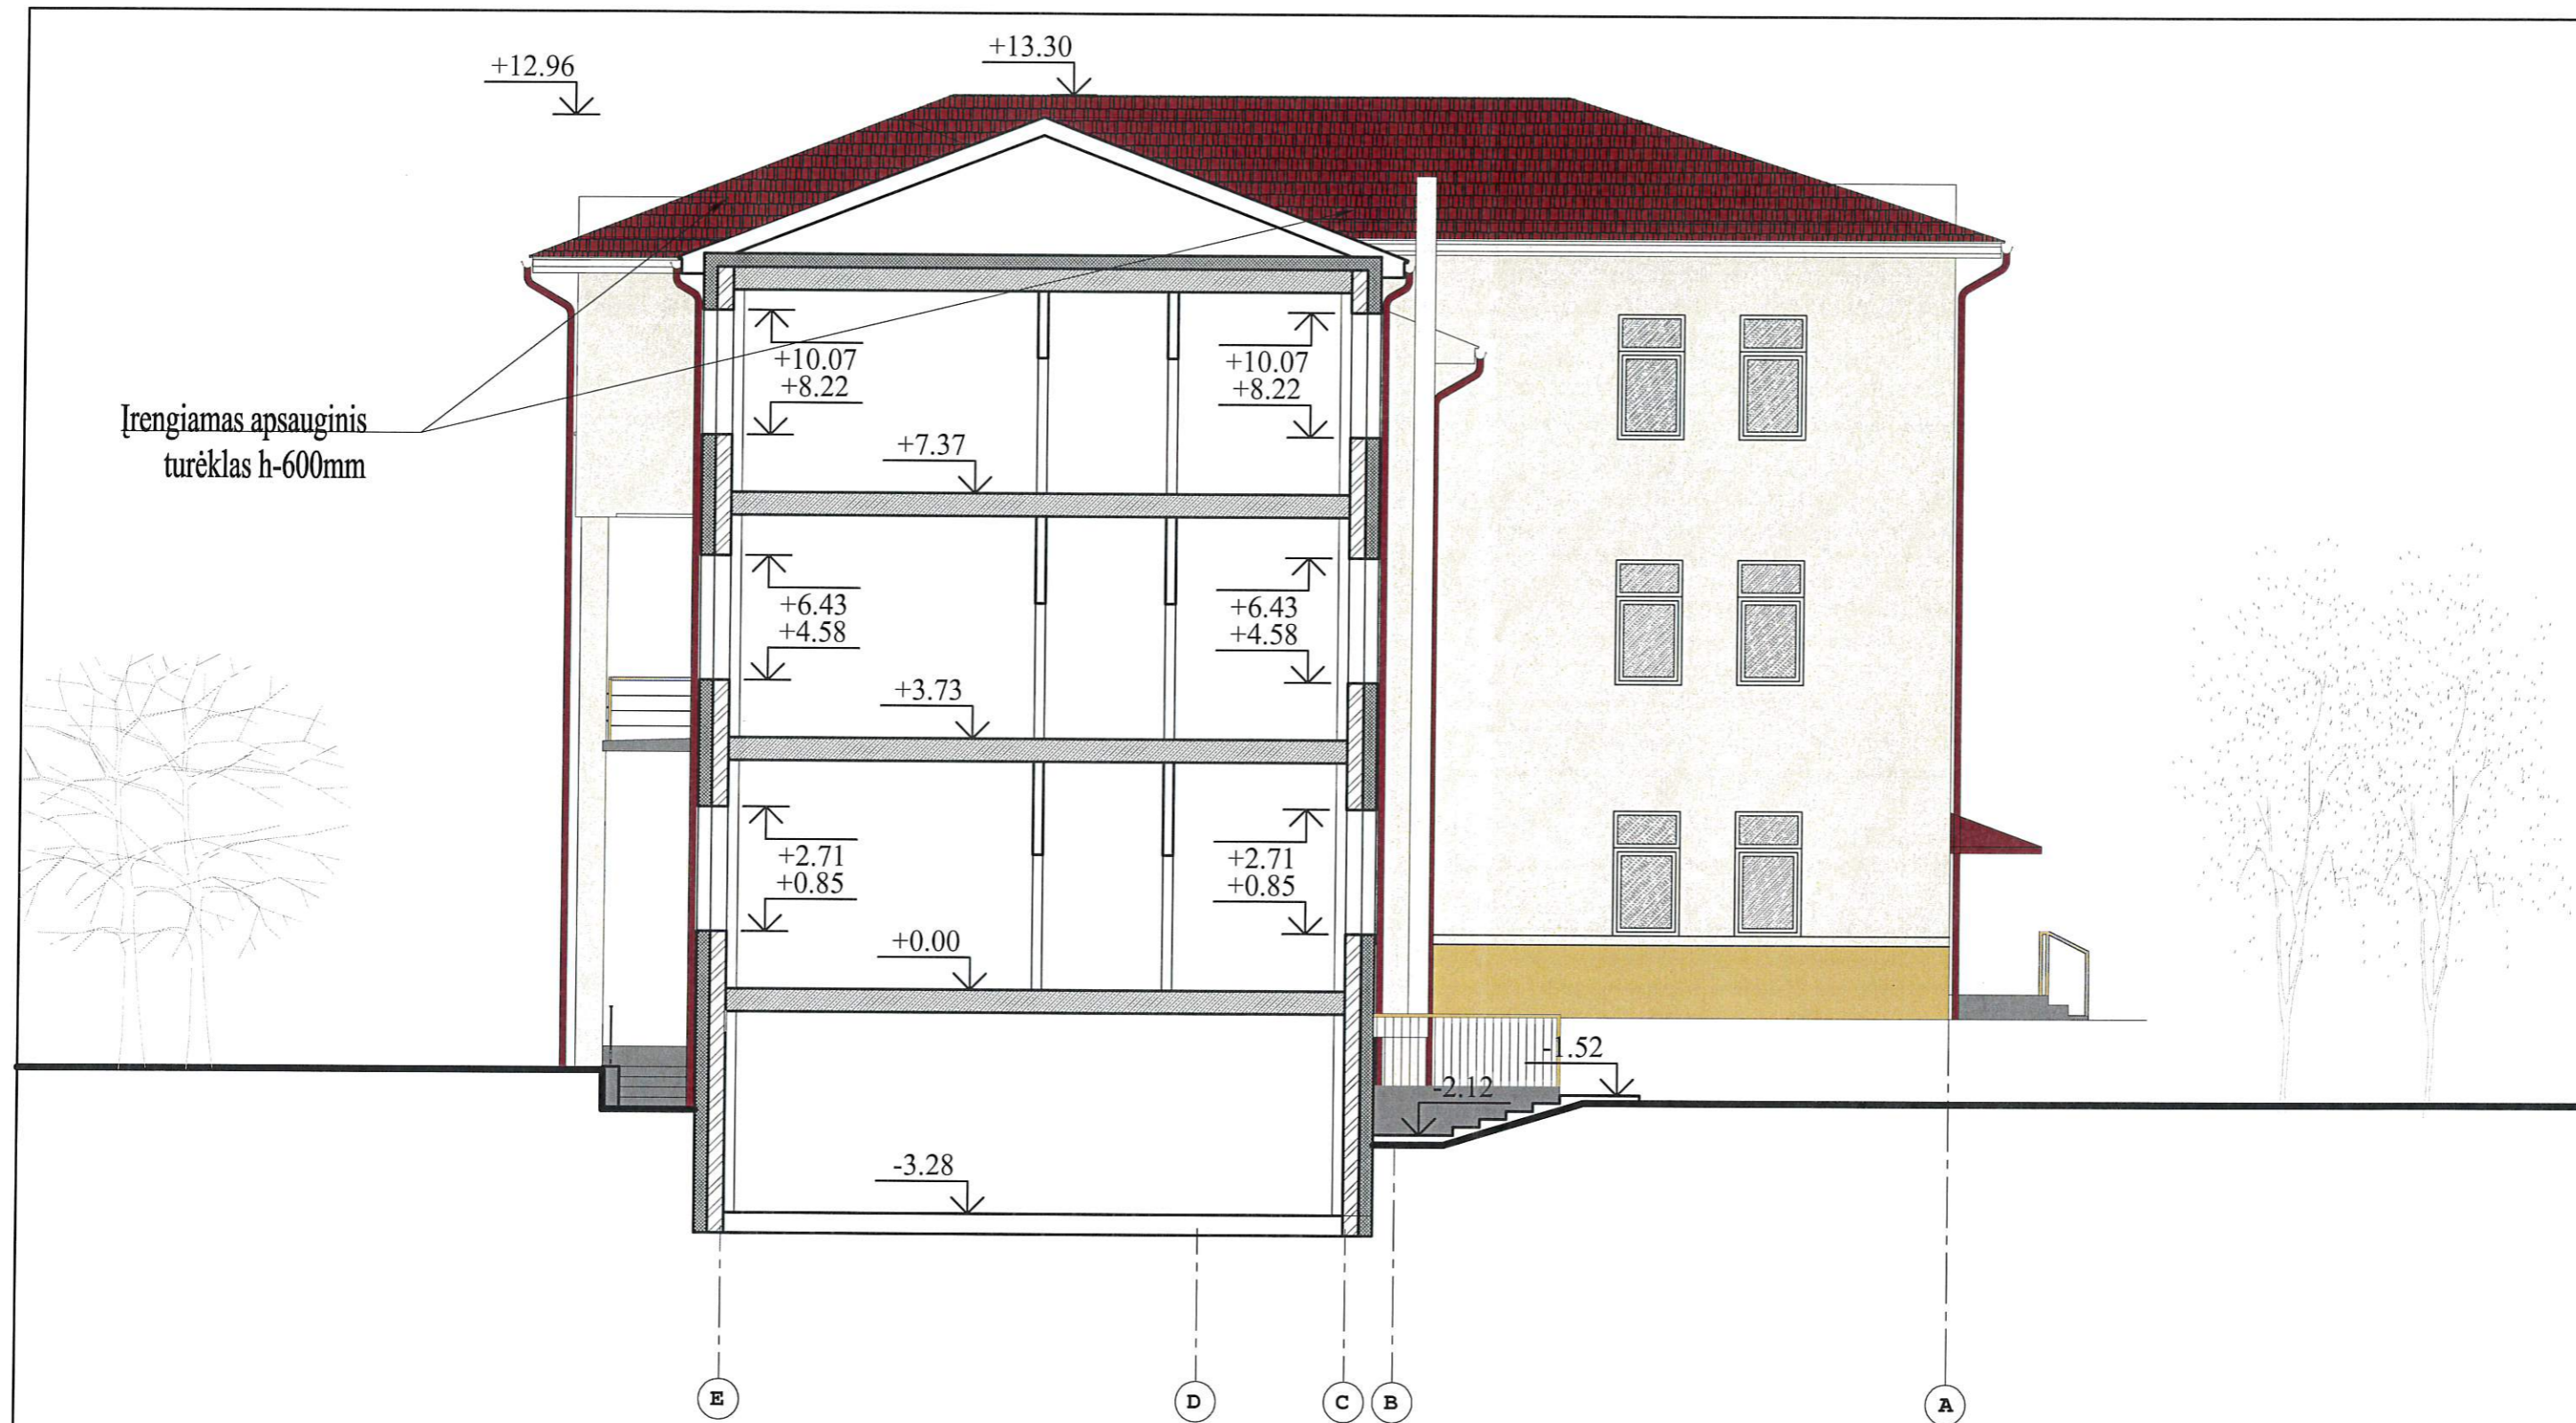 +13.30
+12.96
+10.07
+8.22
+10.07
+8.22
Įrengiamas apsauginis
turėklas h-600mm
+7.37
+6.43
+4.58
+6.43
+4.58
+3.73
+2.71
+0.85
+2.71
+0.85
+0.00
-1.52
-2.12
-3.28
E
D
C
B
A